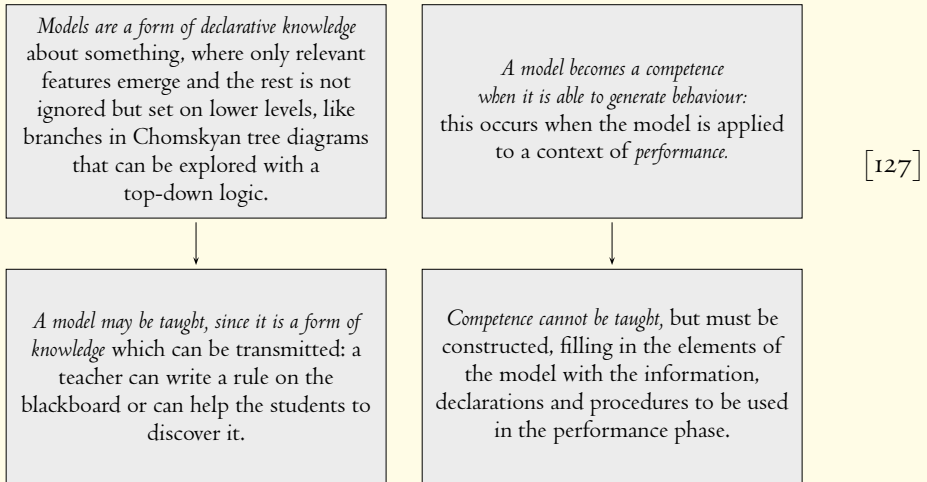 Models are a form of declarative knowledge
about something, where only relevant
features emerge and the rest is not
ignored but set on lower levels, like
branches in Chomskyan tree diagrams
that can be explored with a
top-down logic.
A model becomes a competence
when it is able to generate behaviour:
this occurs when the model is applied
to a context of performance.
[127]
A model may be taught, since it is a form of
knowledge which can be transmitted: a
teacher can write a rule on the
blackboard or can help the students to
discover it.
Competence cannot be taught, but must be
constructed, filling in the elements of
the model with the information,
declarations and procedures to be used
in the performance phase.